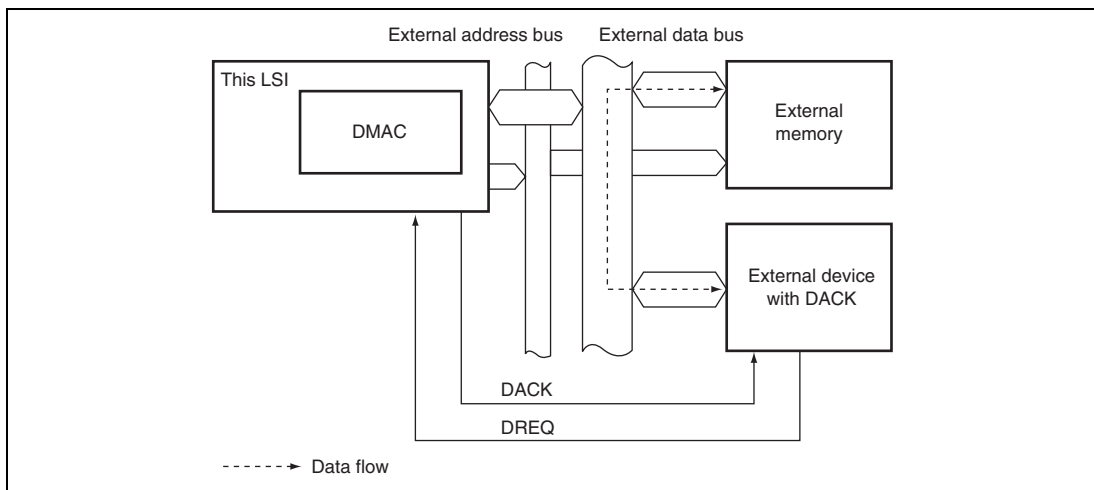 External address bus
External data bus
This LSI
DMAC
External
memory
External device
with DACK
DACK
DREQ
Data flow